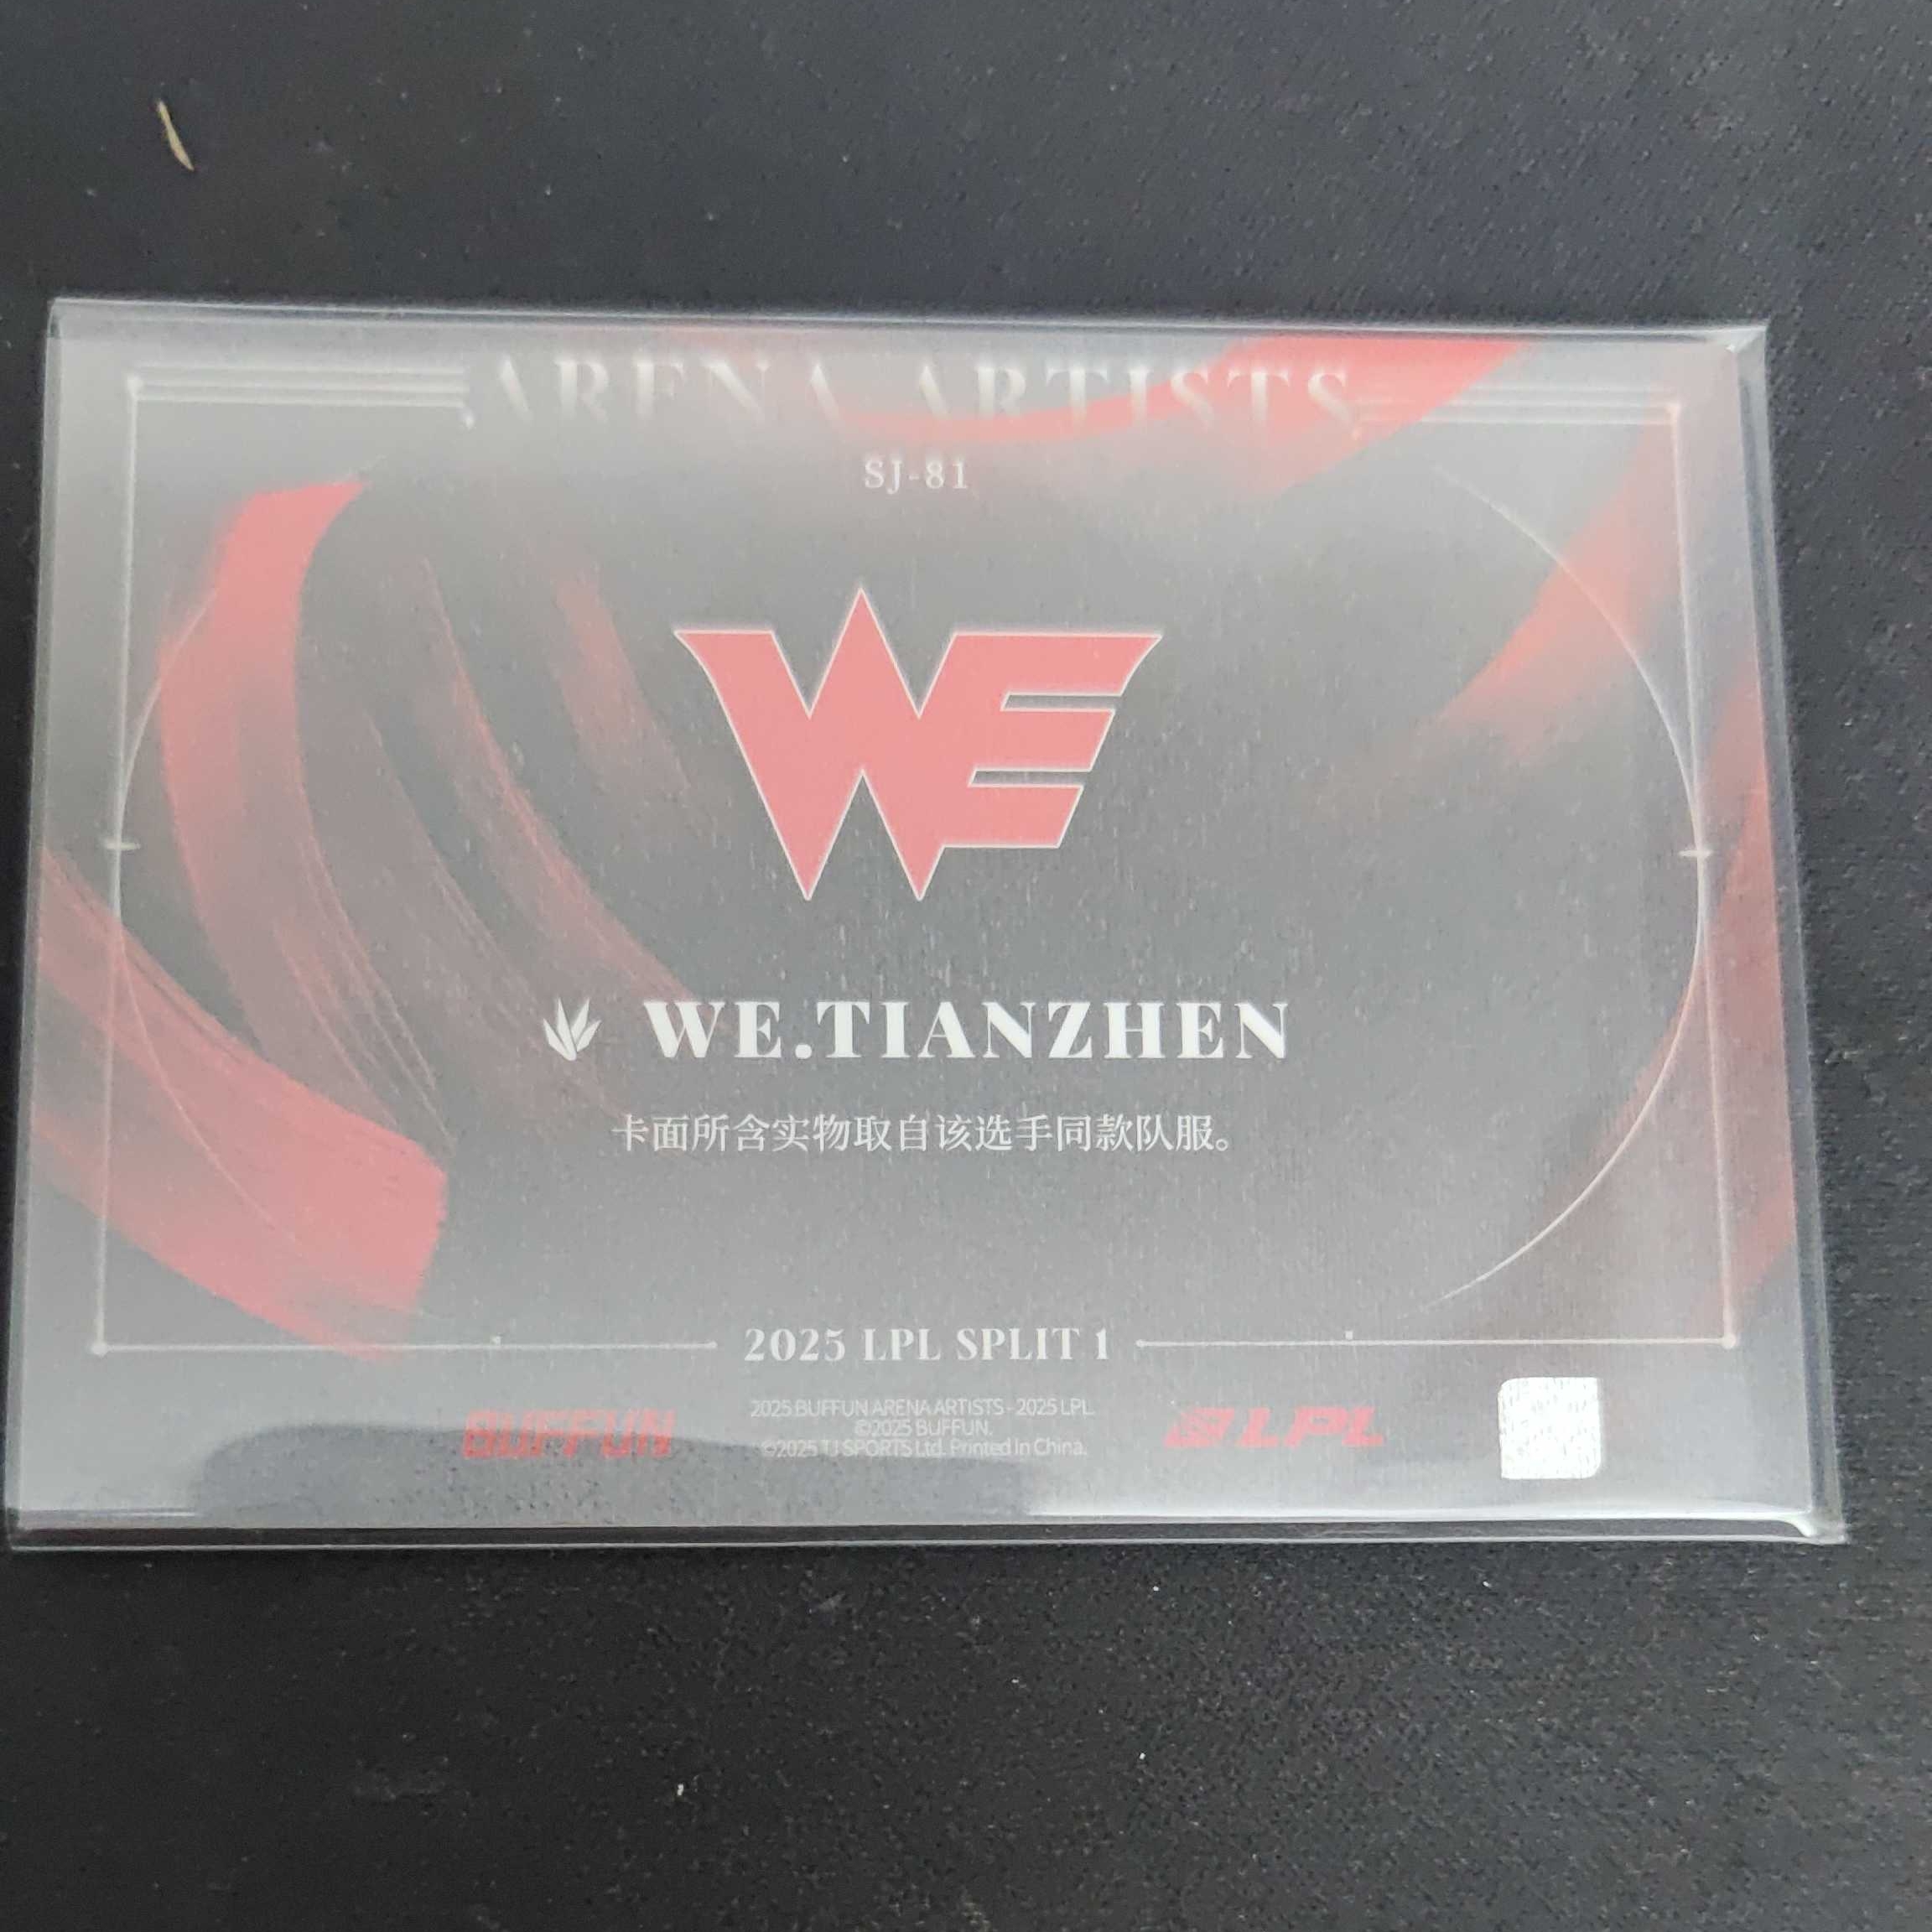 ARENA ARTISTS
SJ-81
WE
WE.TIANZHEN
卡面所含实物取自该选手同款队服。
2025 LPL SPLIT 1
BUFFUN
2025 BUFFUN ARENA ARTISTS - 2025 LPL
©2025 BUFFUN.
©2025 TJ SPORTS Ltd. Printed in China.
LPL